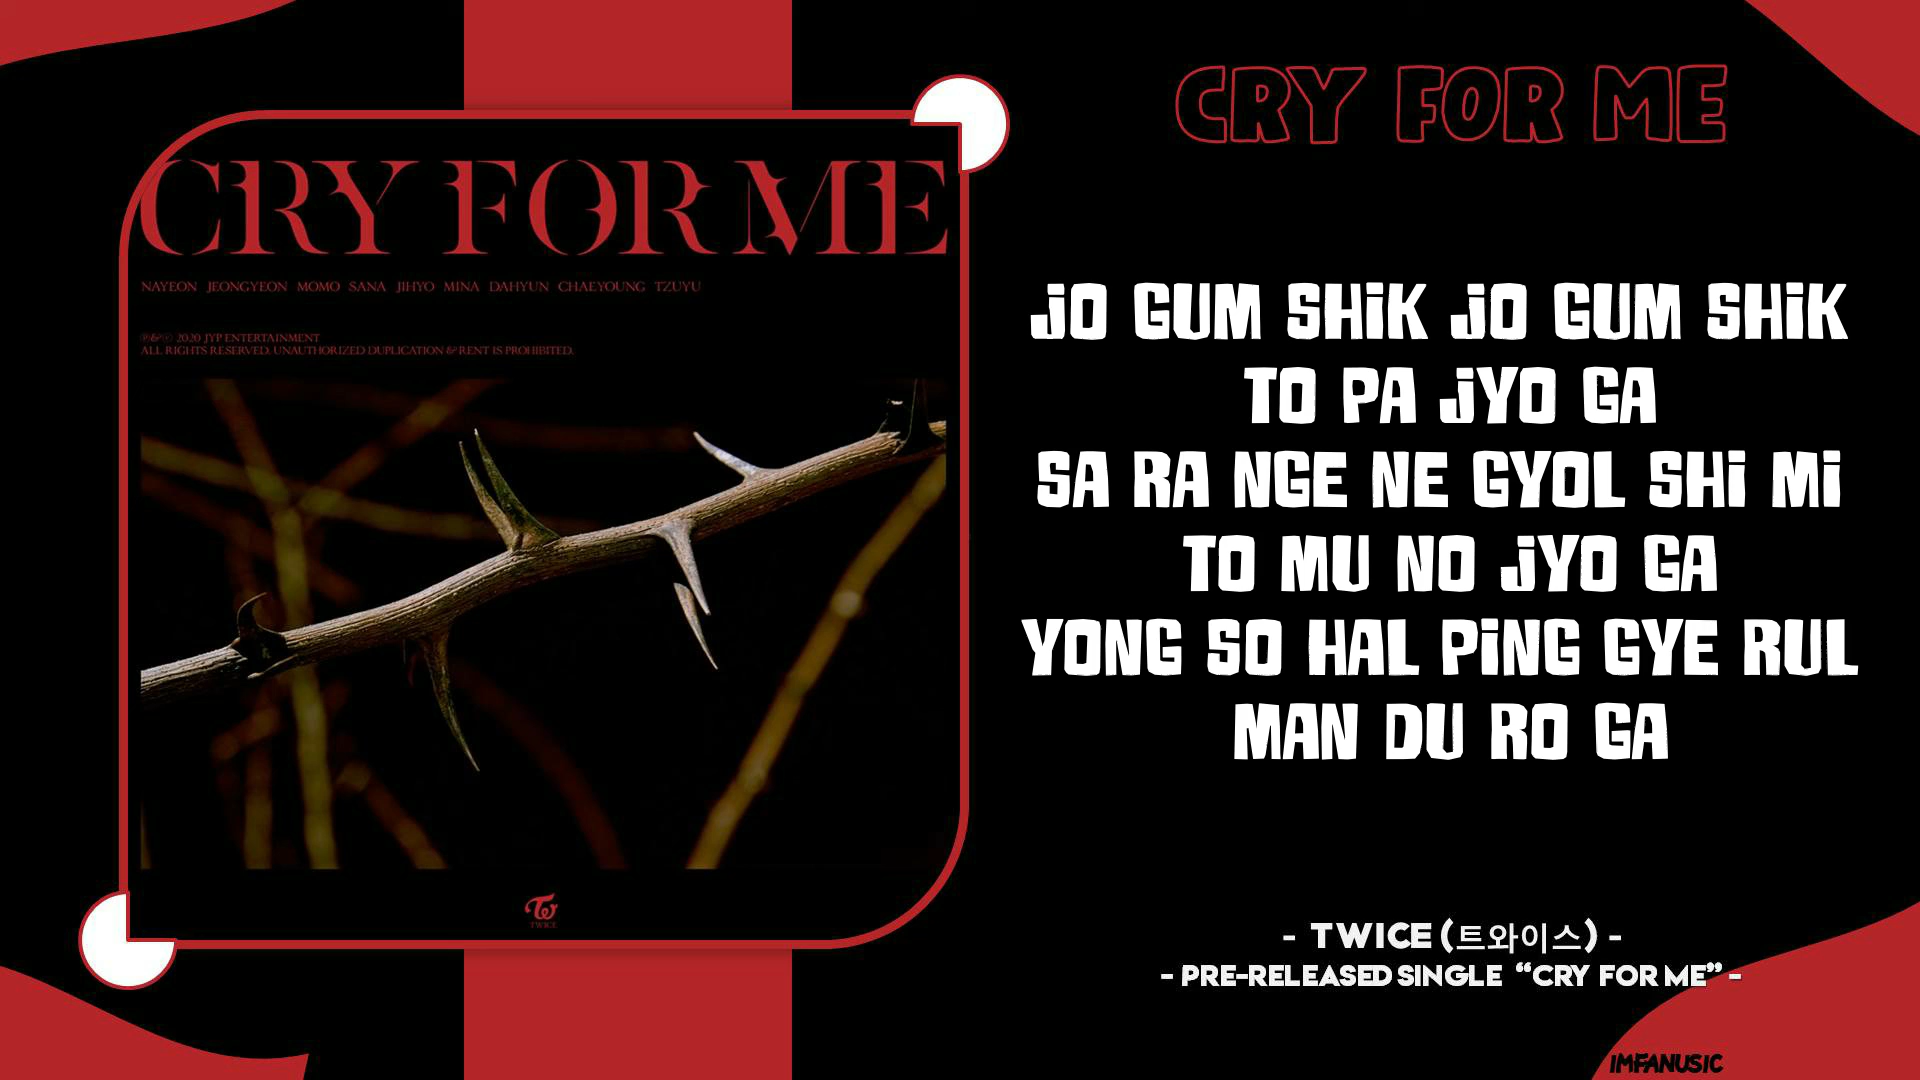 CRY FOR ME
NAYEON JEONGYEON MOMO SANA JIHYO MINA DAHYUN CHAEYOUNG TZUYU
℗&© 2020 JYP ENTERTAINMENT
ALL RIGHTS RESERVED. UNAUTHORIZED DUPLICATION & RENT IS PROHIBITED.
TWICE
CRY FOR ME
JO GUM SHIK JO GUM SHIK
TO PA JYO GA
SA RA NGE NE GYOL SHI MI
TO MU NO JYO GA
YONG SO HAL PING GYE RUL
MAN DU RO GA
- TWICE (트와이스) -
- PRE-RELEASED SINGLE “CRY FOR ME” -
IMFANUSIC